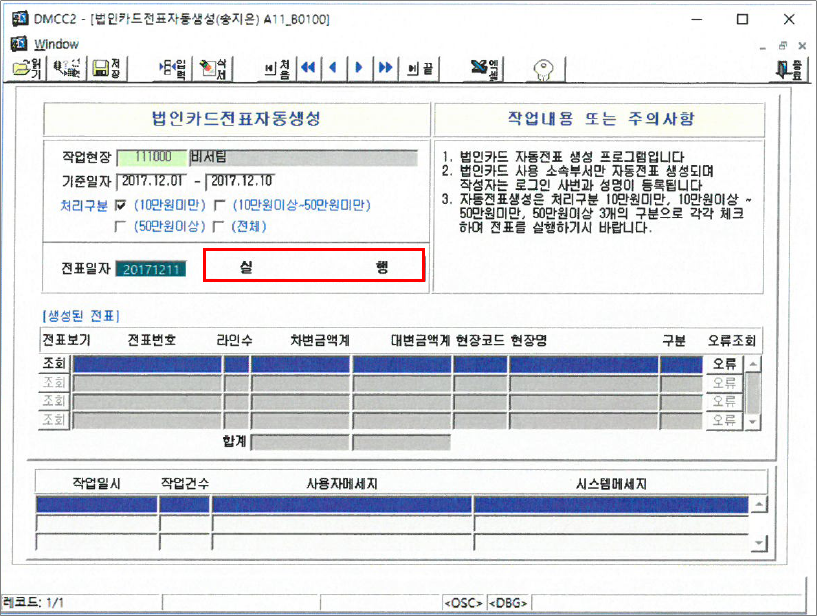 DMCC2 - [법인카드전표자동생성(송지은) A11_B0100]
Window
읽기 저장 입력 삭제 처음 끝 엑셀 종료
법인카드전표자동생성
작업내용 또는 주의사항
작업현장 111000 비서팀
기준일자 2017.12.01 - 2017.12.10
처리구분 (10만원미만) (10만원이상~50만원미만)
(50만원이상) (전체)
전표일자 20171211 실 행
1. 법인카드 자동전표 생성 프로그램입니다
2. 법인카드 사용 소속부서만 자동전표 생성되며
작성자는 로그인 사번과 성명이 등록됩니다
3. 자동전표생성은 처리구분 10만원미만, 10만원이상 ~
50만원미만, 50만원이상 3개의 구분으로 각각 체크
하며 전표를 실행하기시 바랍니다.
[생성된 전표]
전표보기 전표번호 라인수 차변금액계 대변금액계 현장코드 현장명 구분 오류조회
조회 오류
조회 오류
조회 오류
조회 오류
합계
작업일시 작업건수 사용자메세지 시스템메세지
레코드: 1/1 <OSC> <DBG>